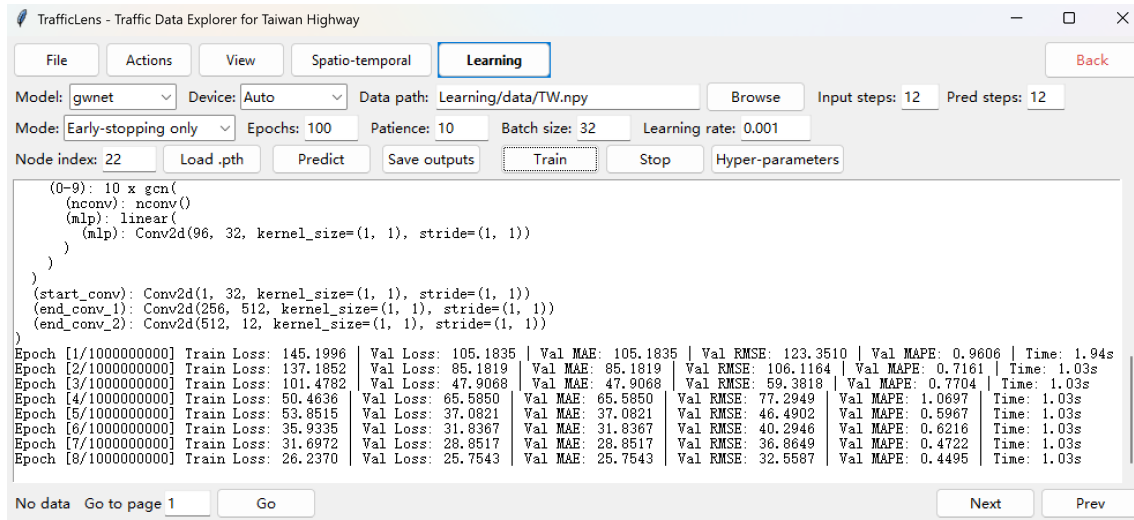 TrafficLens - Traffic Data Explorer for Taiwan Highway
File Actions View Spatio-temporal Learning Back
Model: gwnet Device: Auto Data path: Learning/data/TW.npy Browse Input steps: 12 Pred steps: 12
Mode: Early-stopping only Epochs: 100 Patience: 10 Batch size: 32 Learning rate: 0.001
Node index: 22 Load .pth Predict Save outputs Train Stop Hyper-parameters
(0-9): 10 x gcn(
(nconv): nconv()
(mlp): linear(
(mlp): Conv2d(96, 32, kernel_size=(1, 1), stride=(1, 1))
)
)
)
(start_conv): Conv2d(1, 32, kernel_size=(1, 1), stride=(1, 1))
(end_conv_1): Conv2d(256, 512, kernel_size=(1, 1), stride=(1, 1))
(end_conv_2): Conv2d(512, 12, kernel_size=(1, 1), stride=(1, 1))
)
Epoch [1/1000000000] Train Loss: 145.1996 | Val Loss: 105.1835 | Val MAE: 105.1835 | Val RMSE: 123.3510 | Val MAPE: 0.9606 | Time: 1.94s
Epoch [2/1000000000] Train Loss: 137.1852 | Val Loss: 85.1819 | Val MAE: 85.1819 | Val RMSE: 106.1164 | Val MAPE: 0.7161 | Time: 1.03s
Epoch [3/1000000000] Train Loss: 101.4782 | Val Loss: 47.9068 | Val MAE: 47.9068 | Val RMSE: 59.3818 | Val MAPE: 0.7704 | Time: 1.03s
Epoch [4/1000000000] Train Loss: 50.4636 | Val Loss: 65.5850 | Val MAE: 65.5850 | Val RMSE: 77.2949 | Val MAPE: 1.0697 | Time: 1.03s
Epoch [5/1000000000] Train Loss: 53.8515 | Val Loss: 37.0821 | Val MAE: 37.0821 | Val RMSE: 46.4902 | Val MAPE: 0.5967 | Time: 1.03s
Epoch [6/1000000000] Train Loss: 35.9335 | Val Loss: 31.8367 | Val MAE: 31.8367 | Val RMSE: 40.2946 | Val MAPE: 0.6216 | Time: 1.03s
Epoch [7/1000000000] Train Loss: 31.6972 | Val Loss: 28.8517 | Val MAE: 28.8517 | Val RMSE: 36.8649 | Val MAPE: 0.4722 | Time: 1.03s
Epoch [8/1000000000] Train Loss: 26.2370 | Val Loss: 25.7543 | Val MAE: 25.7543 | Val RMSE: 32.5587 | Val MAPE: 0.4495 | Time: 1.03s
No data Go to page 1 Go Next Prev